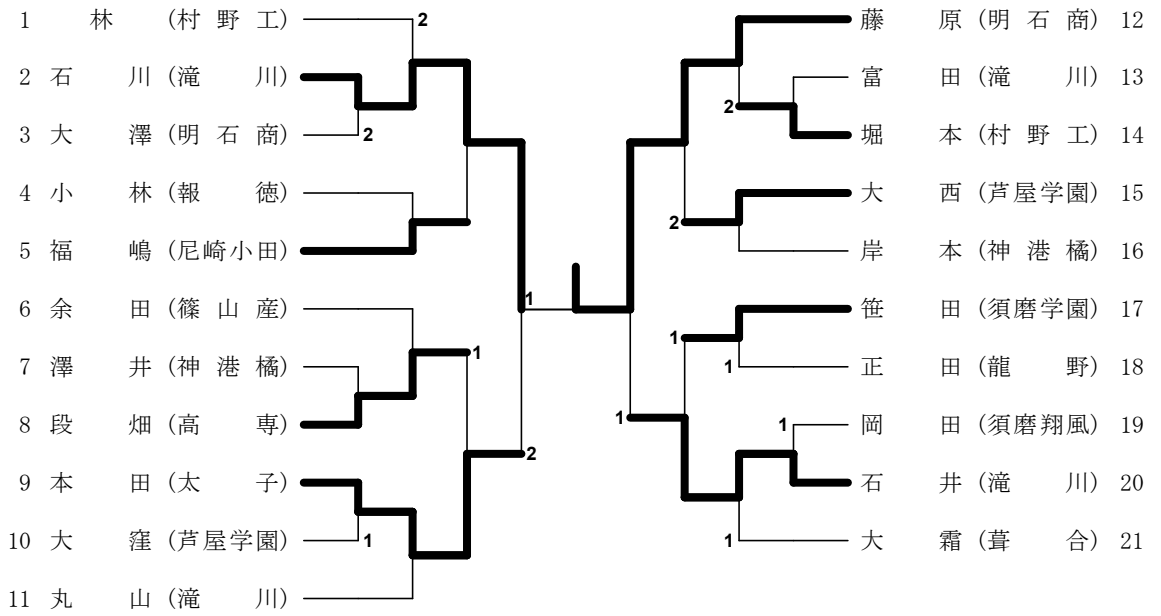 1 林 (村野工) 2
2 石川 (滝川)
3 大澤 (明石商) 2
4 小林 (報徳)
5 福嶋 (尼崎小田)
6 余田 (篠山産)
7 澤井 (神港橘) 1
8 段畑 (高専)
9 本田 (太子) 2
10 大窪 (芦屋学園) 1
11 丸山 (滝川)
1
藤原 (明石商) 12
富田 (滝川) 13
2 堀本 (村野工) 14
大西 (芦屋学園) 15
2 岸本 (神港橘) 16
笹田 (須磨学園) 17
1
1 正田 (龍野) 18
1 岡田 (須磨翔風) 19
1
石井 (滝川) 20
1 大霜 (葺合) 21